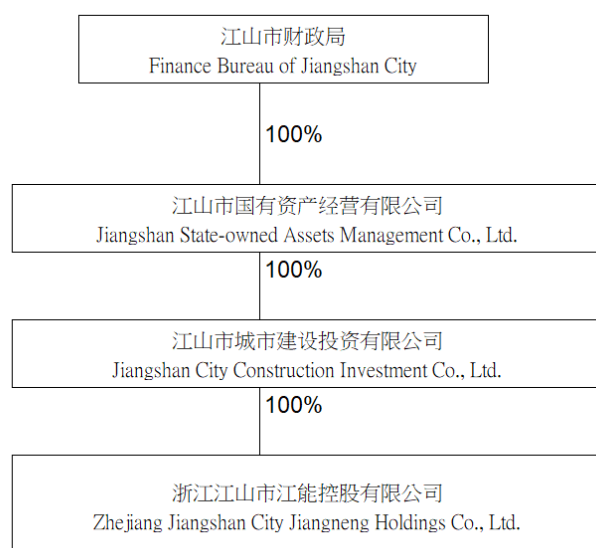 江山市财政局
Finance Bureau of Jiangshan City
100%
江山市国有资产经营有限公司
Jiangshan State-owned Assets Management Co., Ltd.
100%
江山市城市建设投资有限公司
Jiangshan City Construction Investment Co., Ltd.
100%
浙江江山市江能控股有限公司
Zhejiang Jiangshan City Jiangneng Holdings Co., Ltd.